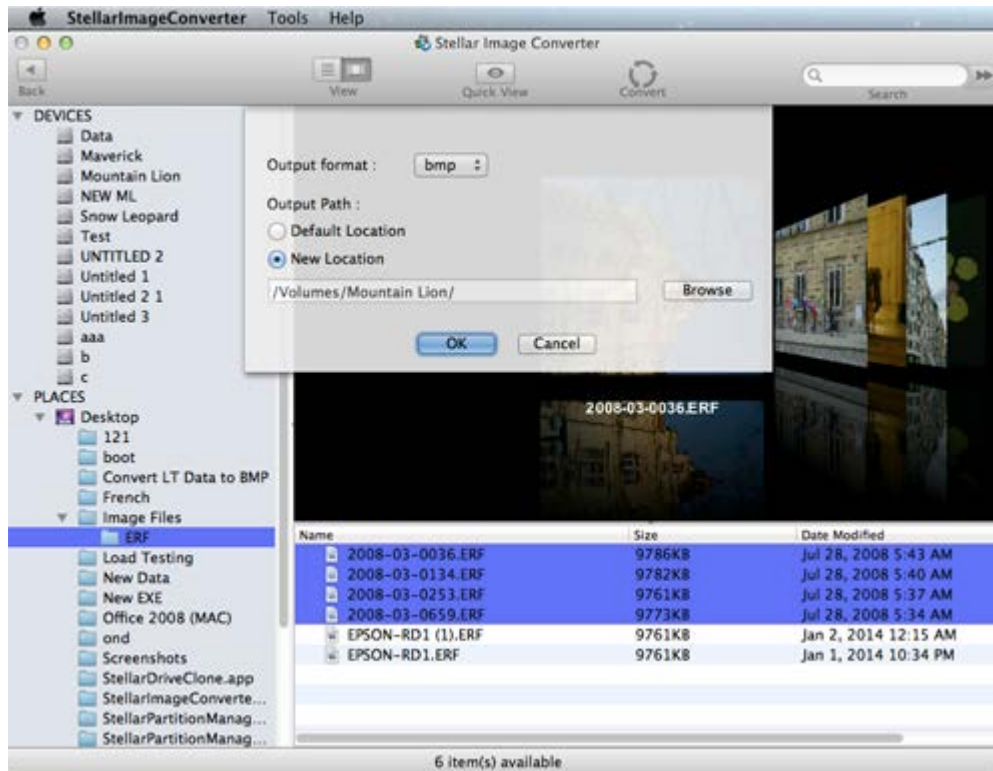 StellarImageConverter Tools Help
Stellar Image Converter
Back
View
Quick View
Convert
Search
DEVICES
Data
Maverick
Mountain Lion
NEW ML
Snow Leopard
Test
UNTITLED 2
Untitled 1
Untitled 2 1
Untitled 3
aaa
b
c
PLACES
Desktop
121
boot
Convert LT Data to BMP
French
Image Files
ERF
Load Testing
New Data
New EXE
Office 2008 (MAC)
ond
Screenshots
StellarDriveClone.app
StellarImageConverte...
StellarPartitionManag...
StellarPartitionManag...
Output format : bmp
Output Path :
Default Location
New Location
/Volumes/Mountain Lion/ Browse
OK Cancel
2008-03-0036.ERF
Name Size Date Modified
2008-03-0036.ERF 9786KB Jul 28, 2008 5:43 AM
2008-03-0134.ERF 9782KB Jul 28, 2008 5:40 AM
2008-03-0253.ERF 9761KB Jul 28, 2008 5:37 AM
2008-03-0659.ERF 9773KB Jul 28, 2008 5:34 AM
EPSON-RD1 (1).ERF 9761KB Jan 2, 2014 12:15 AM
EPSON-RD1.ERF 9761KB Jan 1, 2014 10:34 PM
6 item(s) available